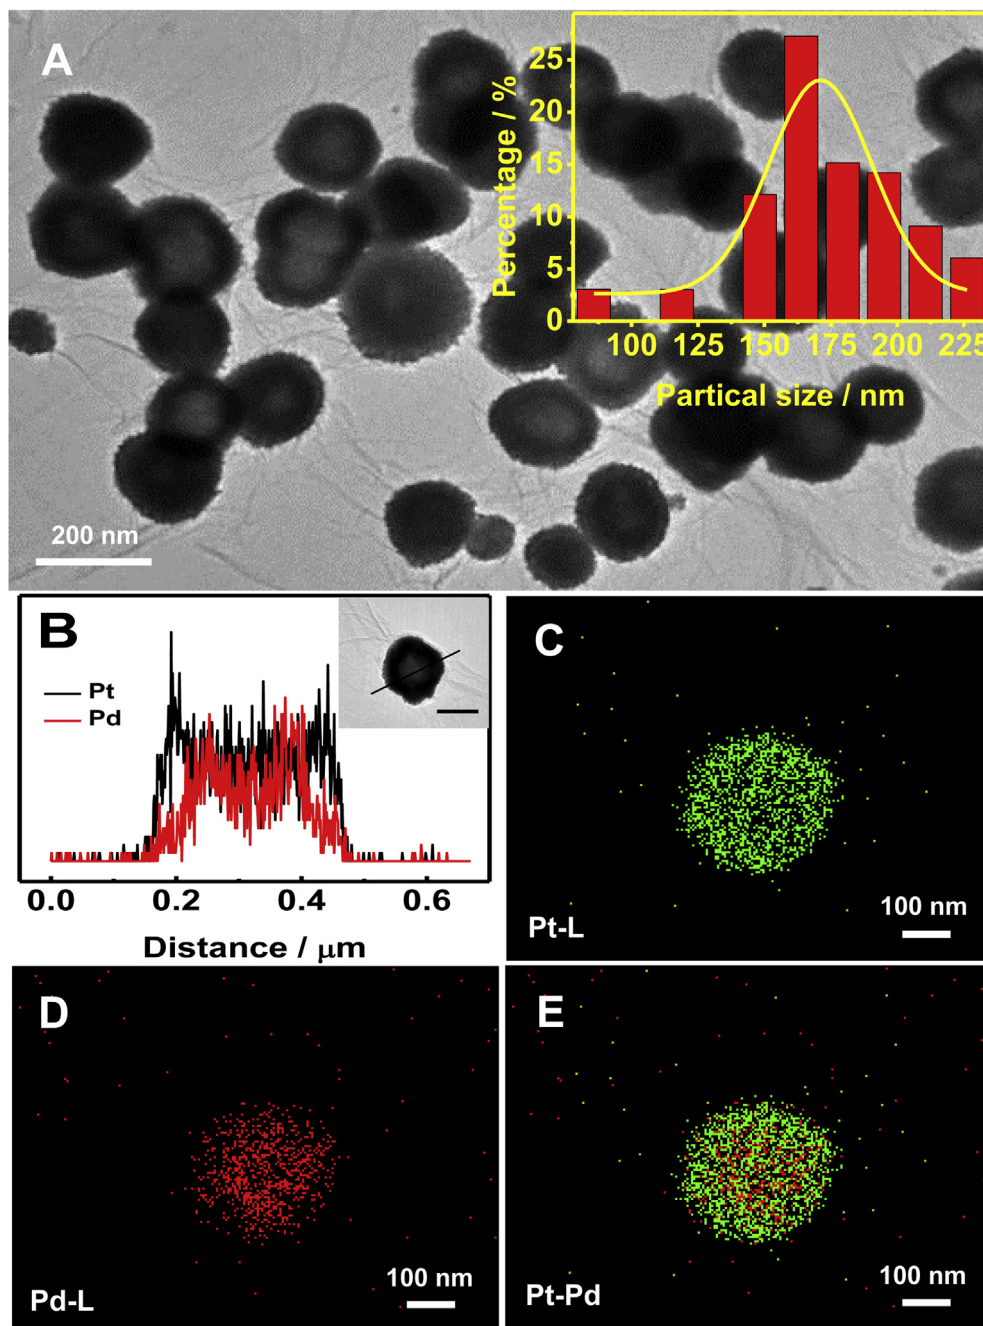 A
Percentage / %
25
20
15
10
5
0
100 125 150 175 200 225
Partical size / nm
200 nm
B
Pt
Pd
0.0 0.2 0.4 0.6
Distance / μm
C
Pt-L
100 nm
D
Pd-L
100 nm
E
Pt-Pd
100 nm